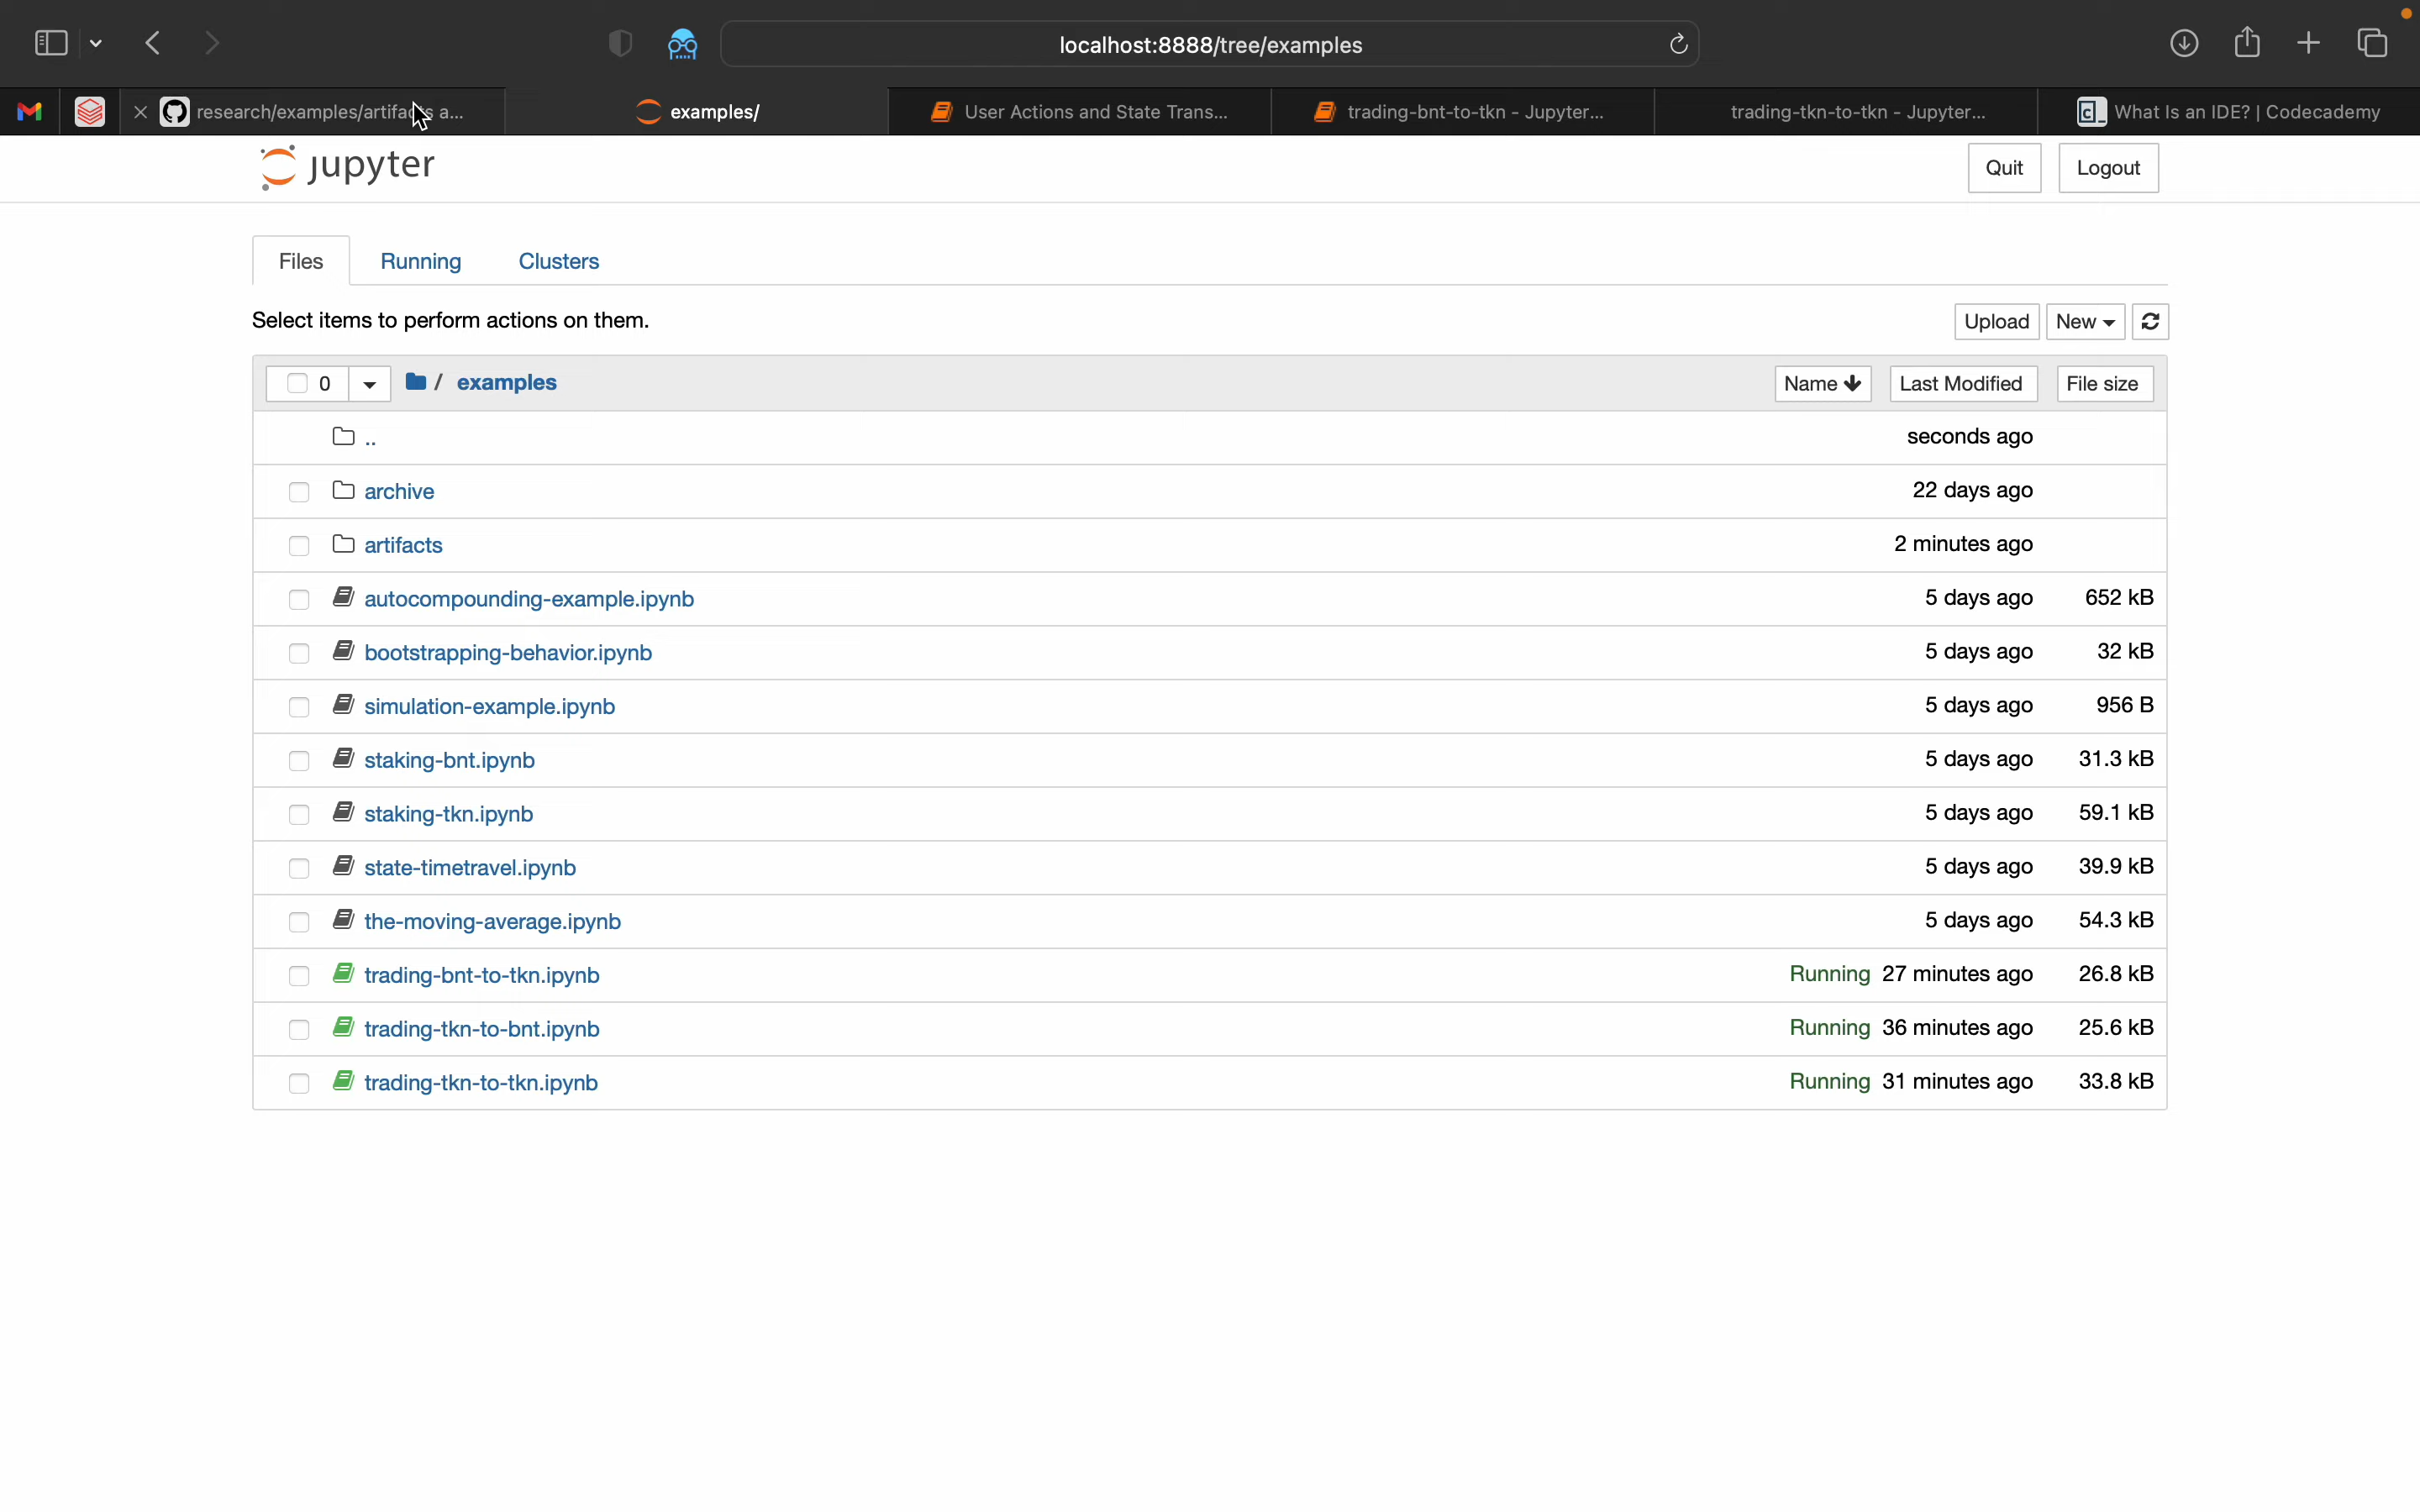 localhost:8888/tree/examples
research/examples/artifacts a...
examples/
User Actions and State Trans...
trading-bnt-to-tkn - Jupyter...
trading-tkn-to-tkn - Jupyter...
What Is an IDE? | Codecademy
jupyter
Quit
Logout
Files
Running
Clusters
Select items to perform actions on them.
Upload
New
0
/ examples
Name
Last Modified
File size
.. seconds ago
archive 22 days ago
artifacts 2 minutes ago
autocompounding-example.ipynb 5 days ago 652 kB
bootstrapping-behavior.ipynb 5 days ago 32 kB
simulation-example.ipynb 5 days ago 956 B
staking-bnt.ipynb 5 days ago 31.3 kB
staking-tkn.ipynb 5 days ago 59.1 kB
state-timetravel.ipynb 5 days ago 39.9 kB
the-moving-average.ipynb 5 days ago 54.3 kB
trading-bnt-to-tkn.ipynb Running 27 minutes ago 26.8 kB
trading-tkn-to-bnt.ipynb Running 36 minutes ago 25.6 kB
trading-tkn-to-tkn.ipynb Running 31 minutes ago 33.8 kB